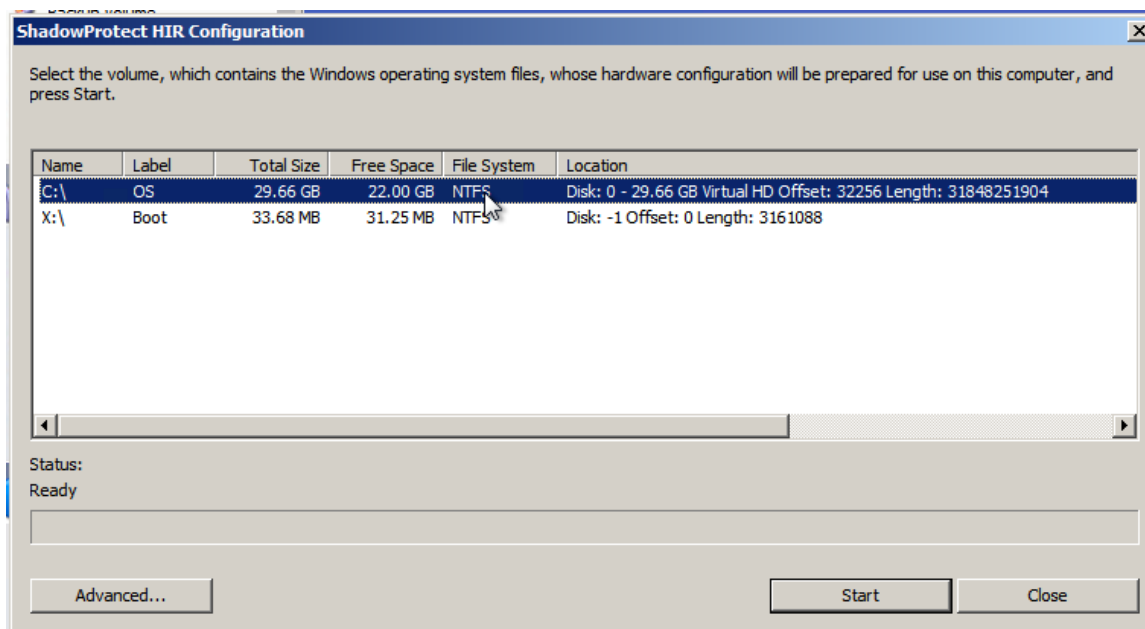 Backup Volume
ShadowProtect HIR Configuration
Select the volume, which contains the Windows operating system files, whose hardware configuration will be prepared for use on this computer, and
press Start.
Name Label Total Size Free Space File System Location
C:\ OS 29.66 GB 22.00 GB NTFS Disk: 0 - 29.66 GB Virtual HD Offset: 32256 Length: 31848251904
X:\ Boot 33.68 MB 31.25 MB NTFS Disk: -1 Offset: 0 Length: 3161088
Status:
Ready
Advanced... Start Close